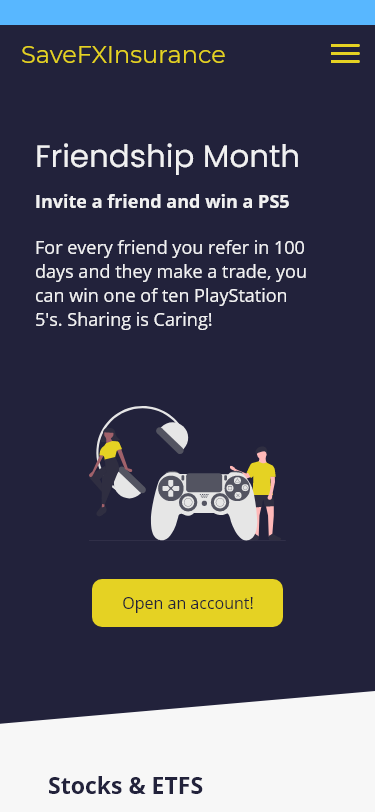 SaveFXInsurance
Friendship Month
Invite a friend and win a PS5
For every friend you refer in 100
days and they make a trade, you
can win one of ten PlayStation
5's. Sharing is Caring!
Open an account!
Stocks & ETFS